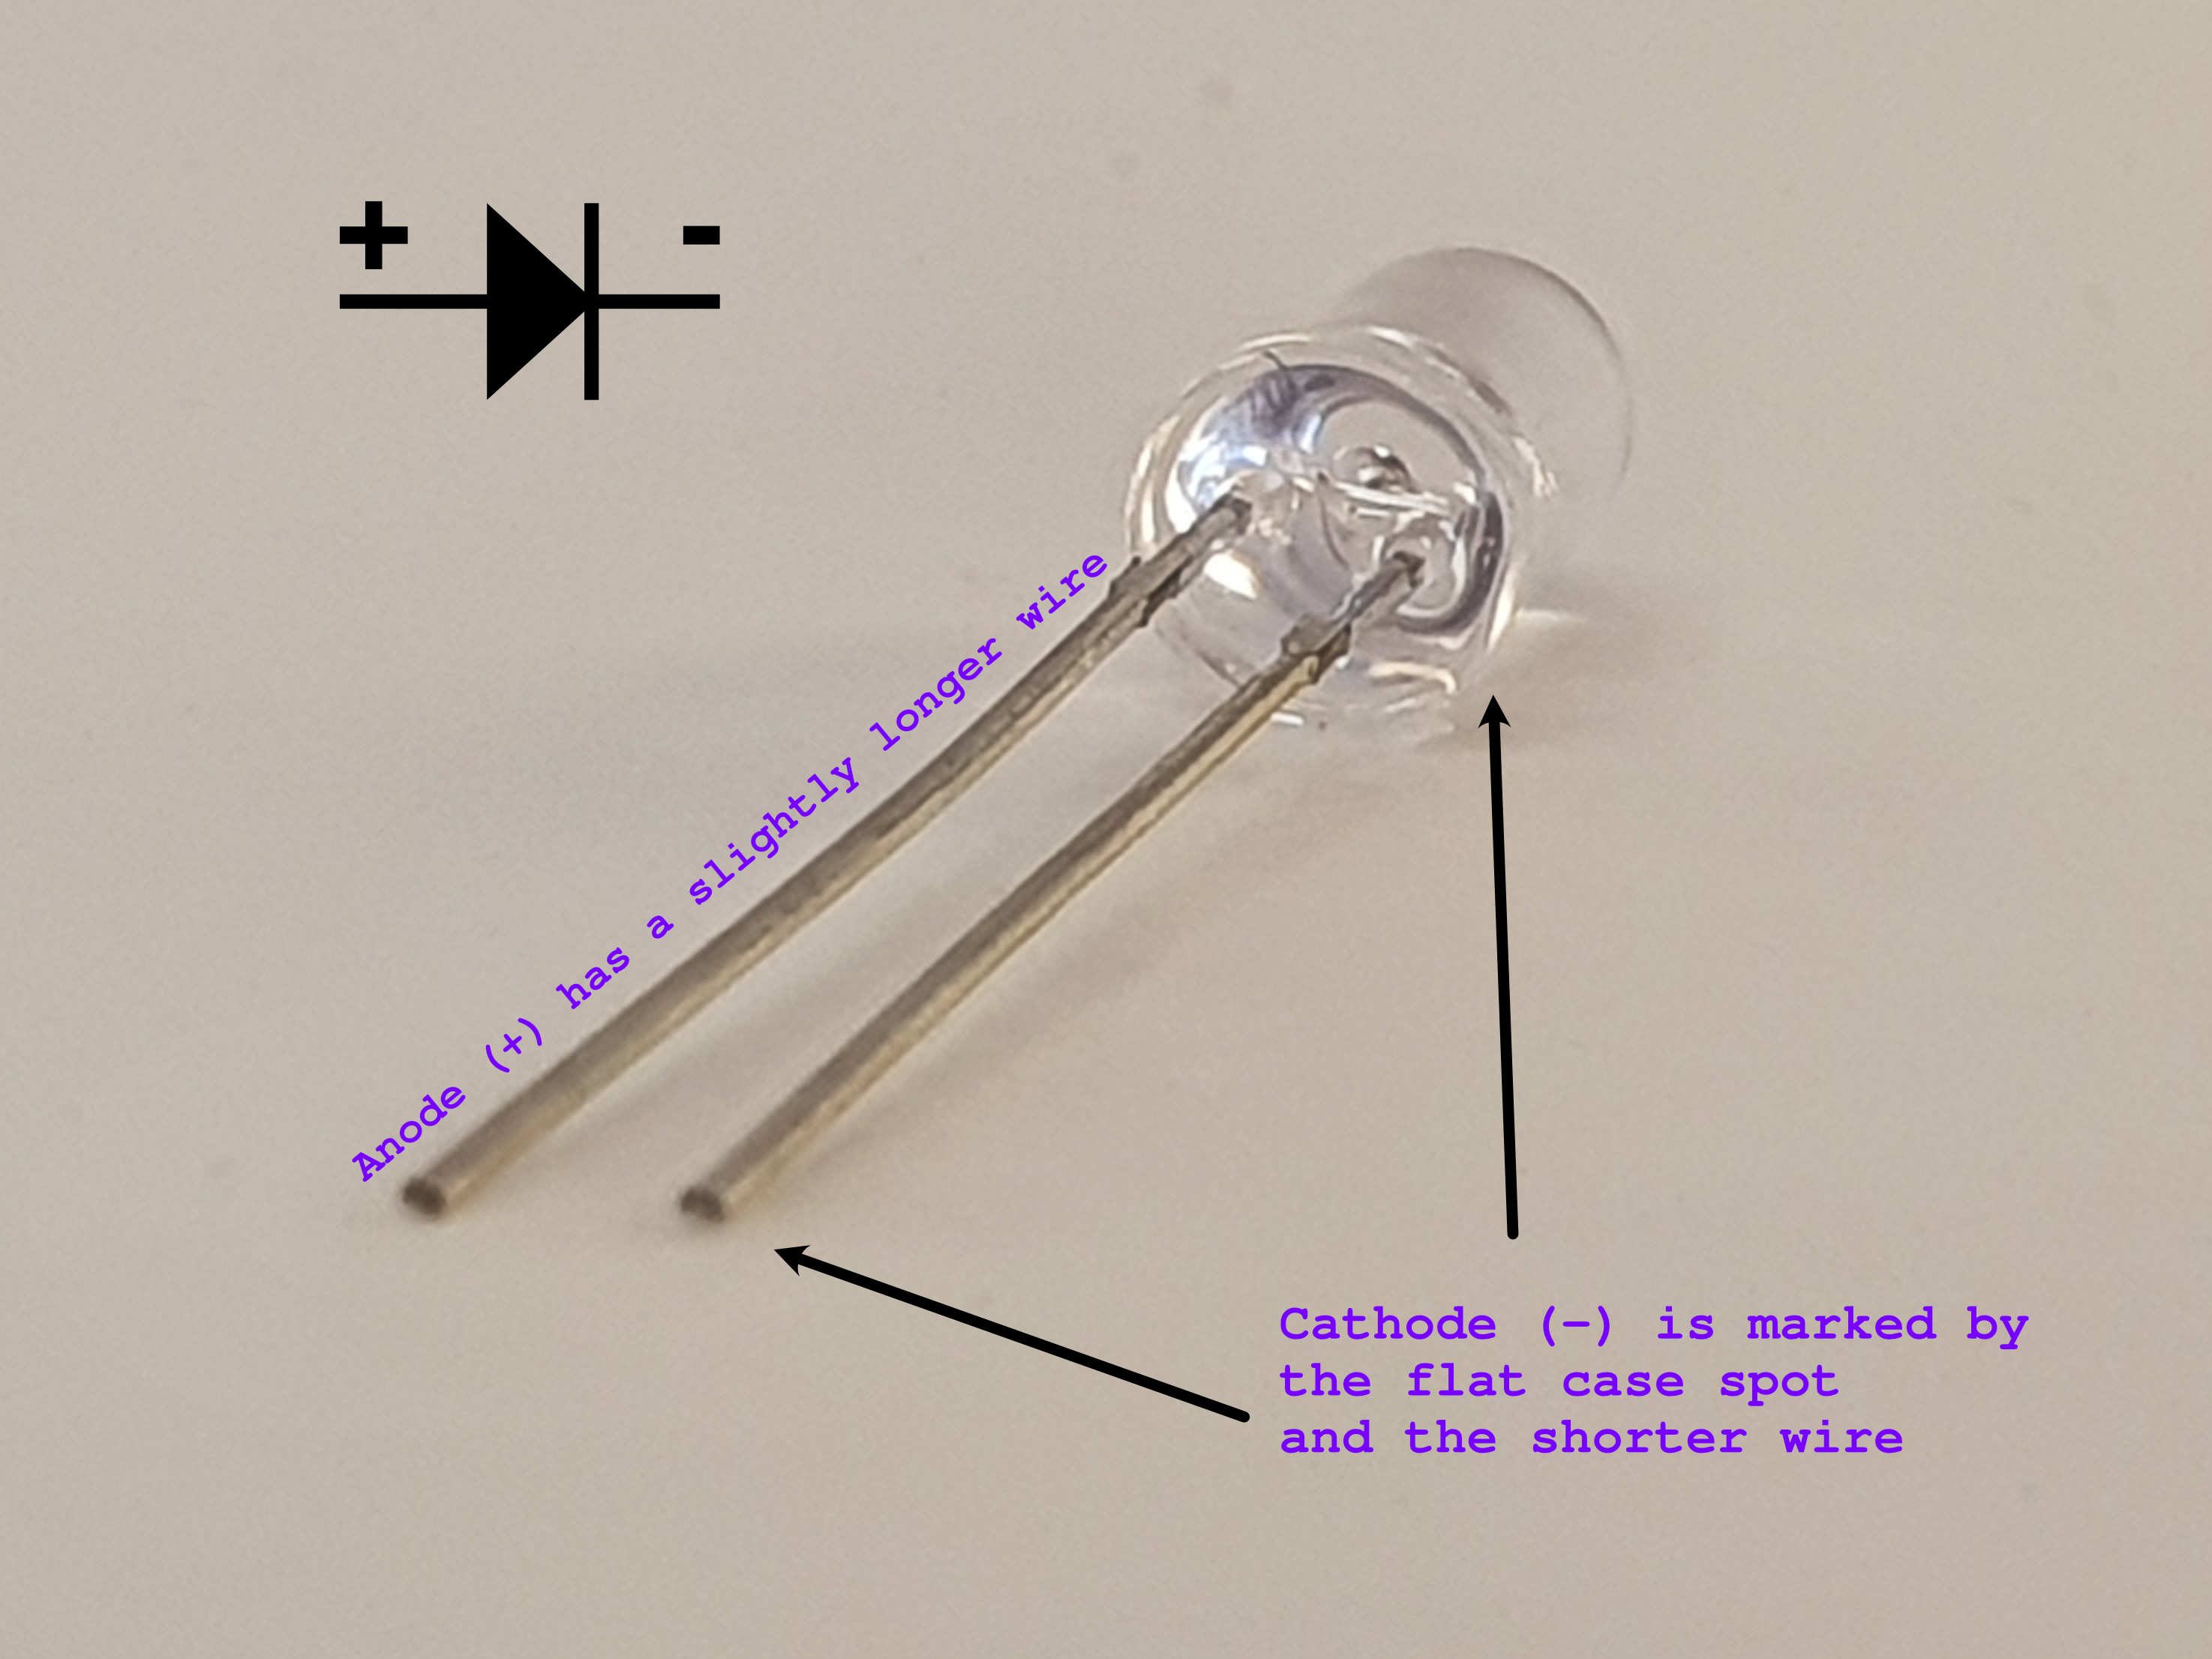 + -
Anode (+) has a slightly longer wire
Cathode (-) is marked by
the flat case spot
and the shorter wire